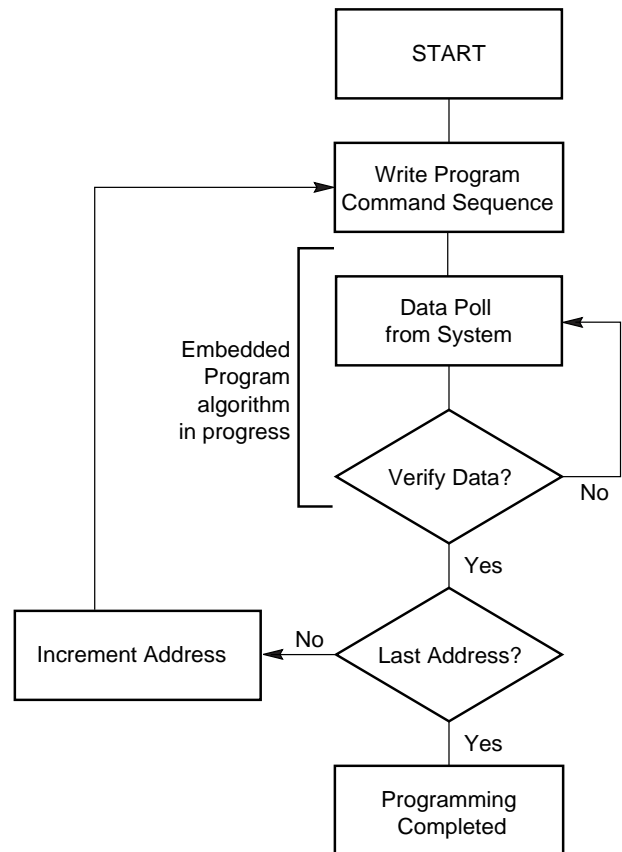 START
Write Program
Command Sequence
Data Poll
from System
Embedded
Program
algorithm
in progress
Verify Data?
No
Yes
No
Increment Address
Last Address?
Yes
Programming
Completed